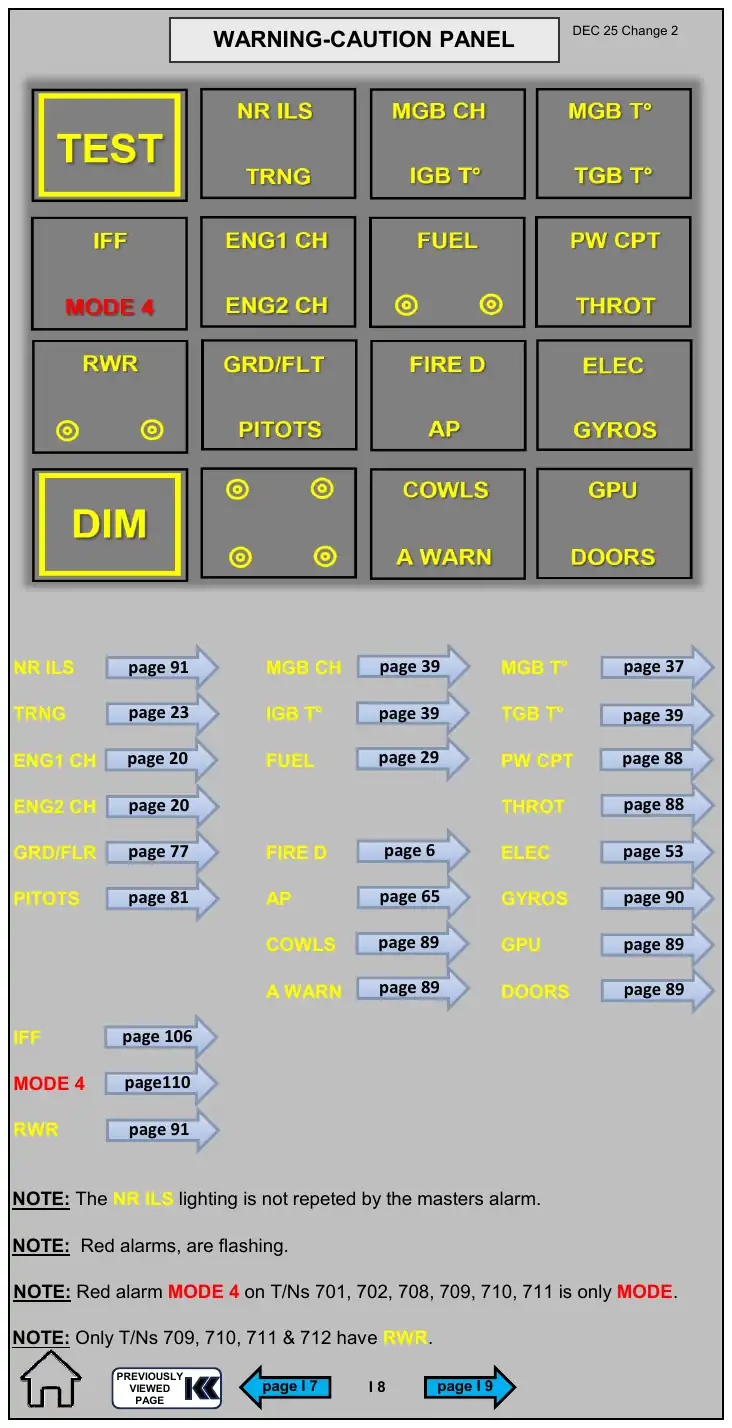 WARNING-CAUTION PANEL
DEC 25 Change 2
TEST
NR ILS
TRNG
MGB CH
IGB T°
MGB T°
TGB T°
IFF
MODE 4
ENG1 CH
ENG2 CH
FUEL
PW CPT
THROT
RWR
GRD/FLT
PITOTS
FIRE D
AP
ELEC
GYROS
DIM
COWLS
A WARN
GPU
DOORS
NR ILS page 91 MGB CH page 39 MGB T° page 37
TRNG page 23 IGB T° page 39 TGB T° page 39
ENG1 CH page 20 FUEL page 29 PW CPT page 88
ENG2 CH page 20 THROT page 88
GRD/FLR page 77 FIRE D page 6 ELEC page 53
PITOTS page 81 AP page 65 GYROS page 90
COWLS page 89 GPU page 89
A WARN page 89 DOORS page 89
IFF page 106
MODE 4 page110
RWR page 91
NOTE: The NR ILS lighting is not repeted by the masters alarm.
NOTE: Red alarms, are flashing.
NOTE: Red alarm MODE 4 on T/Ns 701, 702, 708, 709, 710, 711 is only MODE.
NOTE: Only T/Ns 709, 710, 711 & 712 have RWR.
PREVIOUSLY
VIEWED
PAGE
page I 7
I 8
page I 9